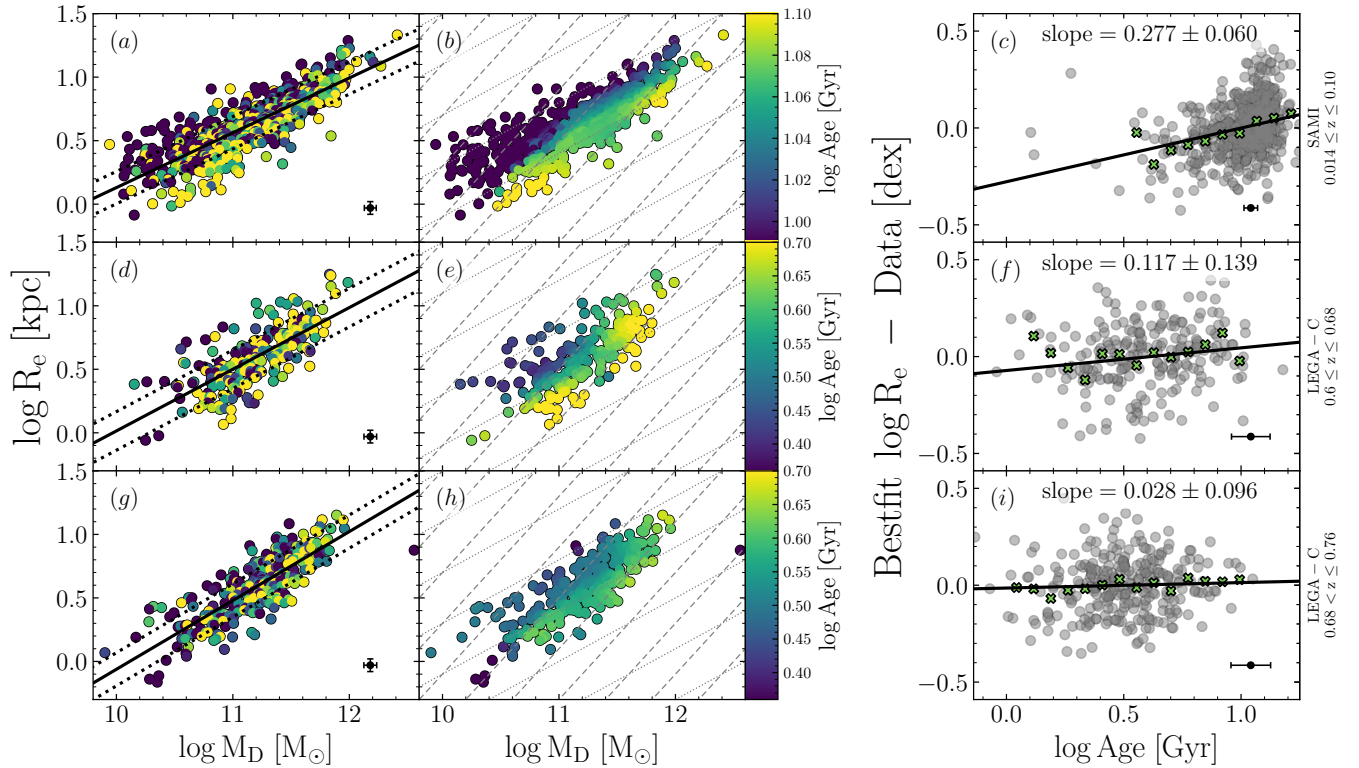 (a)
(b)
(c)
slope = 0.277 ± 0.060
(d)
(e)
(f)
slope = 0.117 ± 0.139
(g)
(h)
(i)
slope = 0.028 ± 0.096
1.5
1.0
0.5
0.0
1.5
1.0
0.5
0.0
1.5
1.0
0.5
0.0
log Re [kpc]
10
11
12
log MD [M⊙]
10
11
12
log MD [M⊙]
1.10
1.08
1.06
1.04
1.02
1.00
log Age [Gyr]
0.70
0.65
0.60
0.55
0.50
0.45
0.40
log Age [Gyr]
0.70
0.65
0.60
0.55
0.50
0.45
0.40
log Age [Gyr]
Bestfit log Re − Data [dex]
0.5
0.0
−0.5
0.5
0.0
−0.5
0.5
0.0
−0.5
0.0
0.5
1.0
log Age [Gyr]
SAMI
0.014 ≤ z ≤ 0.10
LEGA − C
0.6 ≤ z ≤ 0.68
LEGA − C
0.68 < z ≤ 0.76